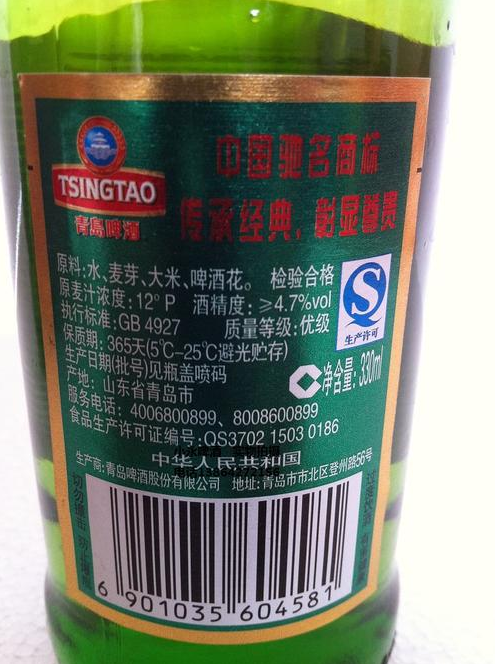 TSINGTAO
青岛啤酒
中国驰名商标
传承经典，彰显尊贵
原料：水、麦芽、大米、啤酒花。 检验合格
原麦汁浓度：12°P 酒精度：≥4.7%vol
执行标准：GB 4927 质量等级：优级
保质期：365天(5℃-25℃避光贮存)
生产日期(批号)见瓶盖喷码
产地：山东省青岛市
净含量：330ml
S
生产许可
服务电话：4006800899、8008600899
食品生产许可证编号：QS3702 1503 0186
中华人民共和国
生产商：青岛啤酒股份有限公司 地址：青岛市市北区登州路56号
切勿撞击
过度饮酒
6 901035 604581